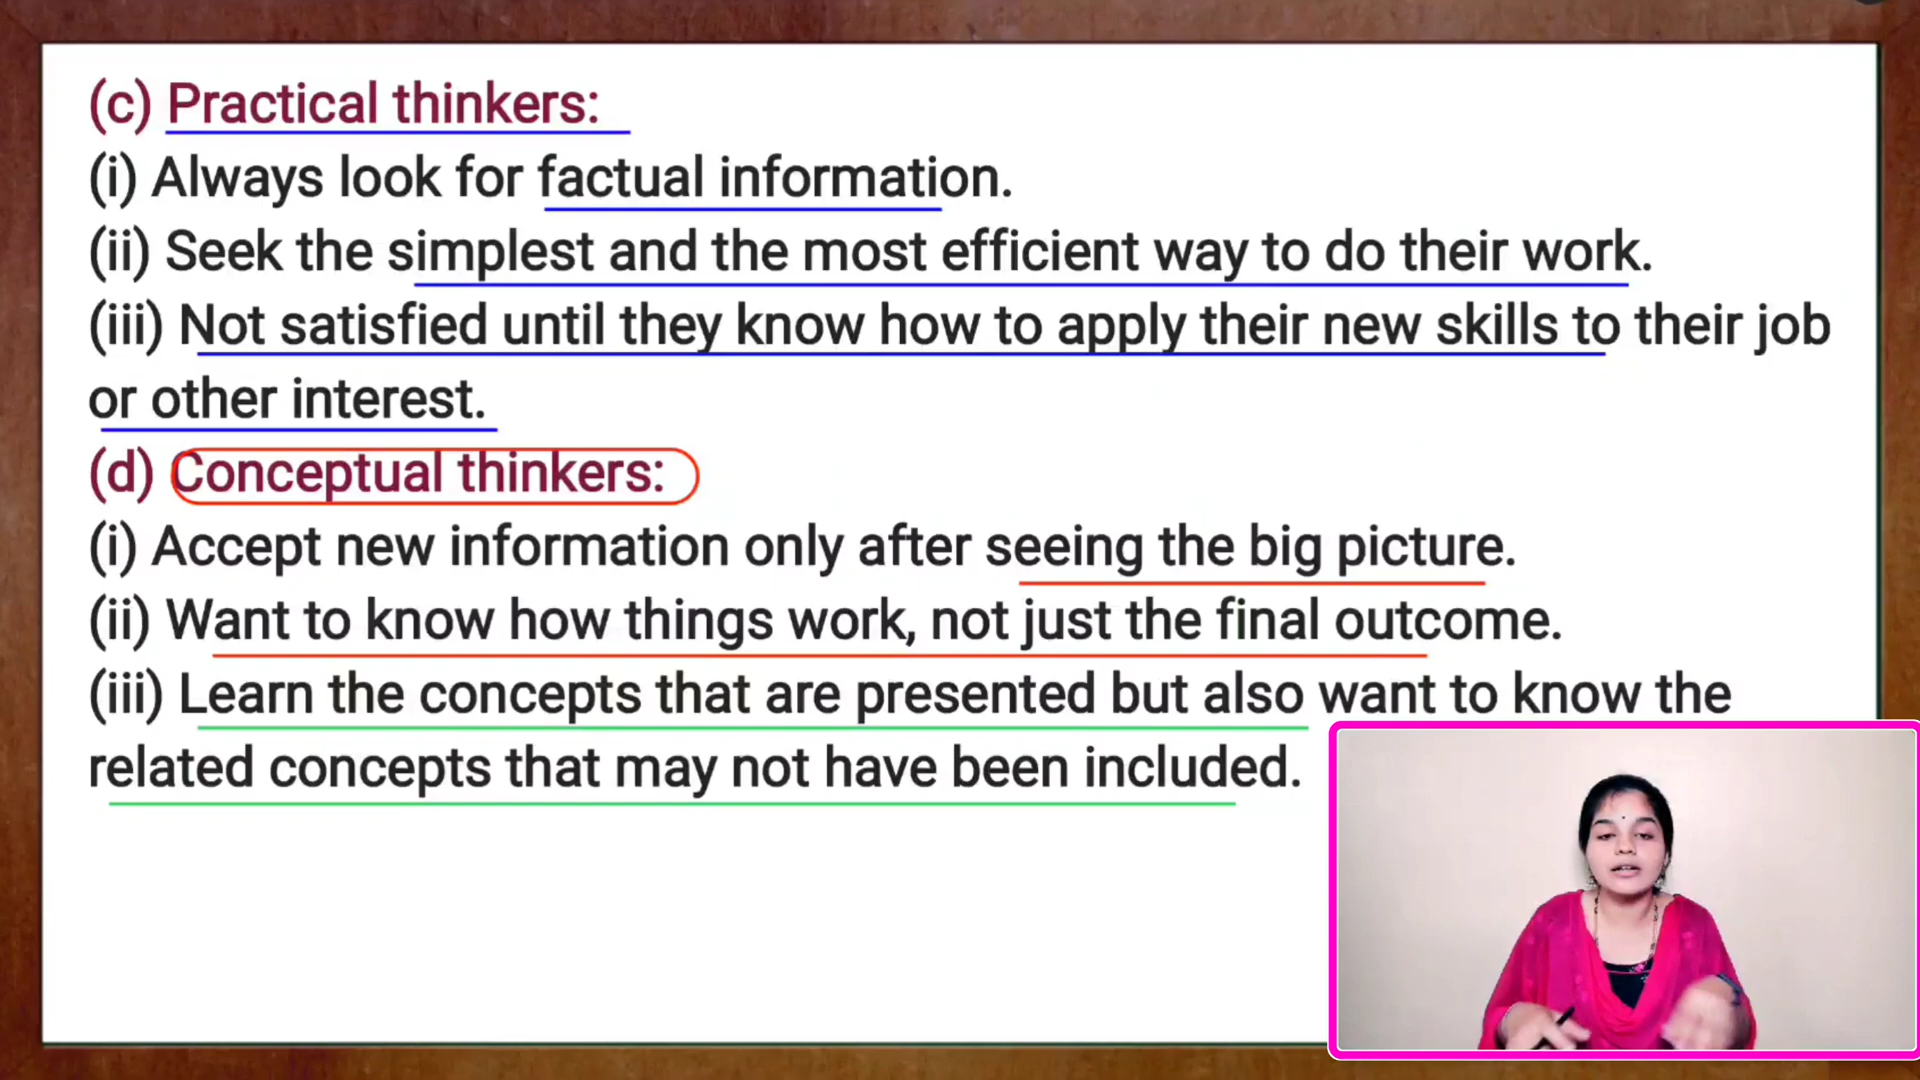 (c) Practical thinkers:
(i) Always look for factual information.
(ii) Seek the simplest and the most efficient way to do their work.
(iii) Not satisfied until they know how to apply their new skills to their job
or other interest.
(d) Conceptual thinkers:
(i) Accept new information only after seeing the big picture.
(ii) Want to know how things work, not just the final outcome.
(iii) Learn the concepts that are presented but also want to know the
related concepts that may not have been included.